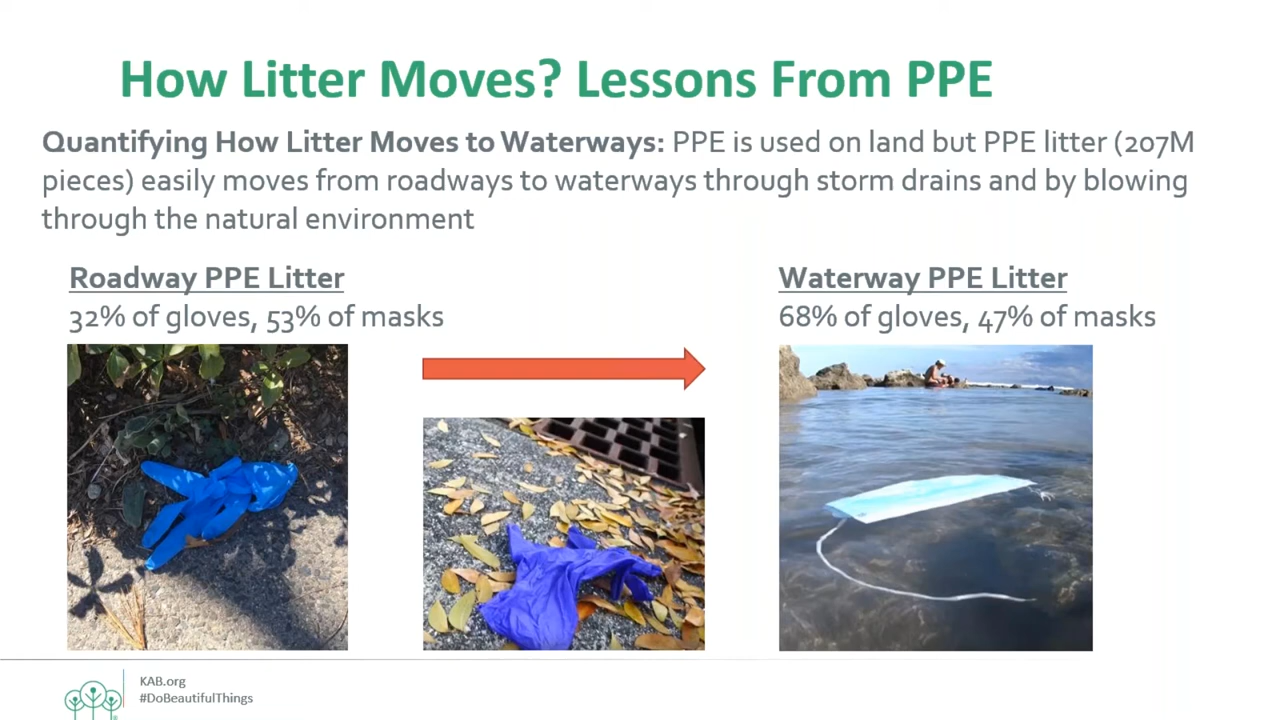 How Litter Moves? Lessons From PPE
Quantifying How Litter Moves to Waterways: PPE is used on land but PPE litter (207M
pieces) easily moves from roadways to waterways through storm drains and by blowing
through the natural environment
Roadway PPE Litter
32% of gloves, 53% of masks
Waterway PPE Litter
68% of gloves, 47% of masks
KAB.org
#DoBeautifulThings